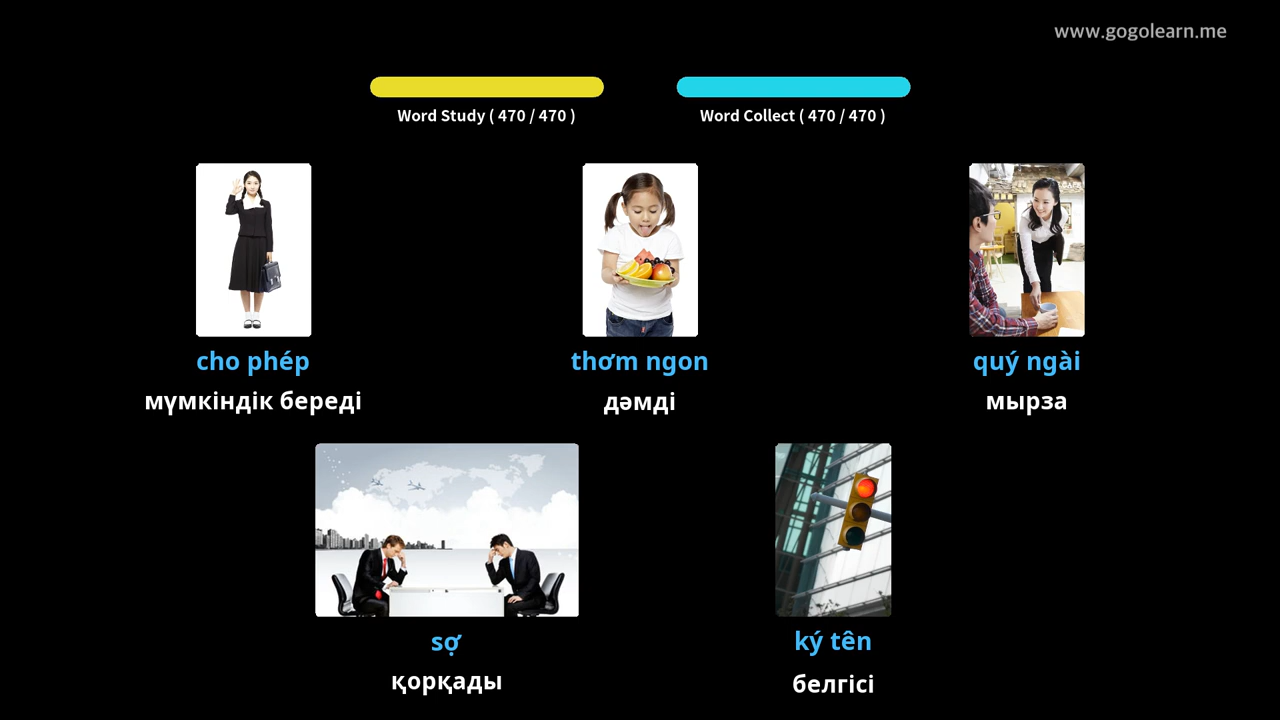 www.gogolearn.me
Word Study ( 470 / 470 )
Word Collect ( 470 / 470 )
cho phép
мүмкіндік береді
thơm ngon
дәмді
quý ngài
мырза
sợ
қорқады
ký tên
белгісі